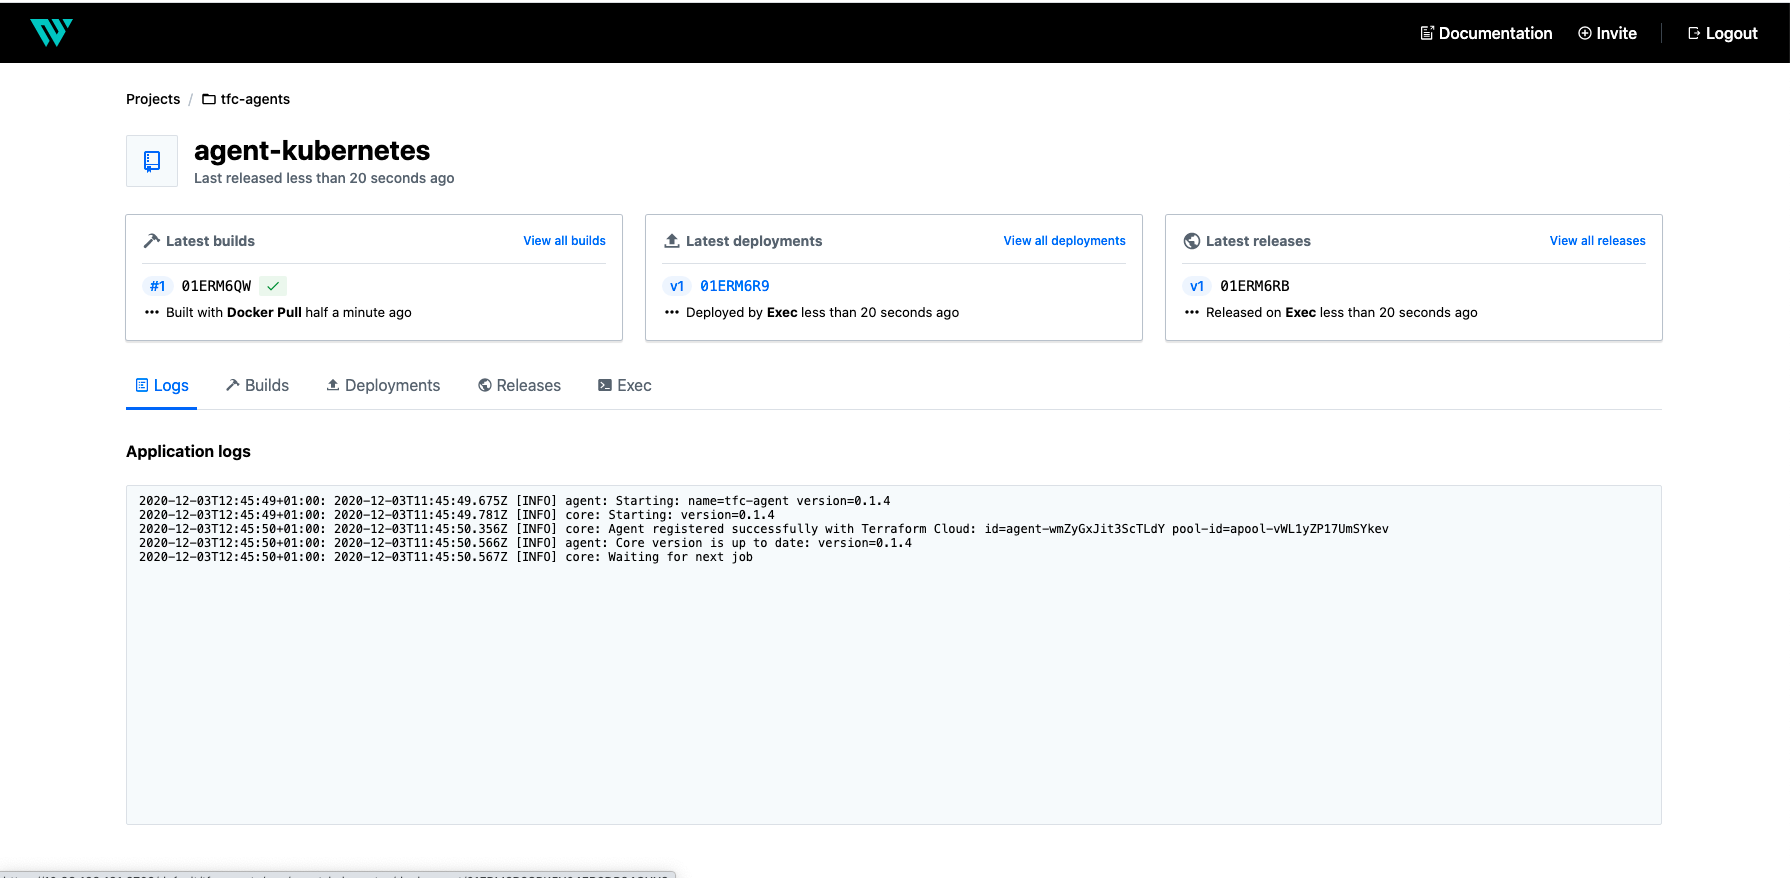 Documentation Invite Logout
Projects / tfc-agents
agent-kubernetes
Last released less than 20 seconds ago
Latest builds View all builds
#1 01ERM6QW
••• Built with Docker Pull half a minute ago
Latest deployments View all deployments
v1 01ERM6R9
••• Deployed by Exec less than 20 seconds ago
Latest releases View all releases
v1 01ERM6RB
••• Released on Exec less than 20 seconds ago
Logs Builds Deployments Releases Exec
Application logs
2020-12-03T12:45:49+01:00: 2020-12-03T11:45:49.675Z [INFO] agent: Starting: name=tfc-agent version=0.1.4
2020-12-03T12:45:49+01:00: 2020-12-03T11:45:49.781Z [INFO] core: Starting: version=0.1.4
2020-12-03T12:45:50+01:00: 2020-12-03T11:45:50.356Z [INFO] core: Agent registered successfully with Terraform Cloud: id=agent-wmZyGxJit3ScTLdY pool-id=apool-vWL1yZP17UmSYkev
2020-12-03T12:45:50+01:00: 2020-12-03T11:45:50.566Z [INFO] agent: Core version is up to date: version=0.1.4
2020-12-03T12:45:50+01:00: 2020-12-03T11:45:50.567Z [INFO] core: Waiting for next job